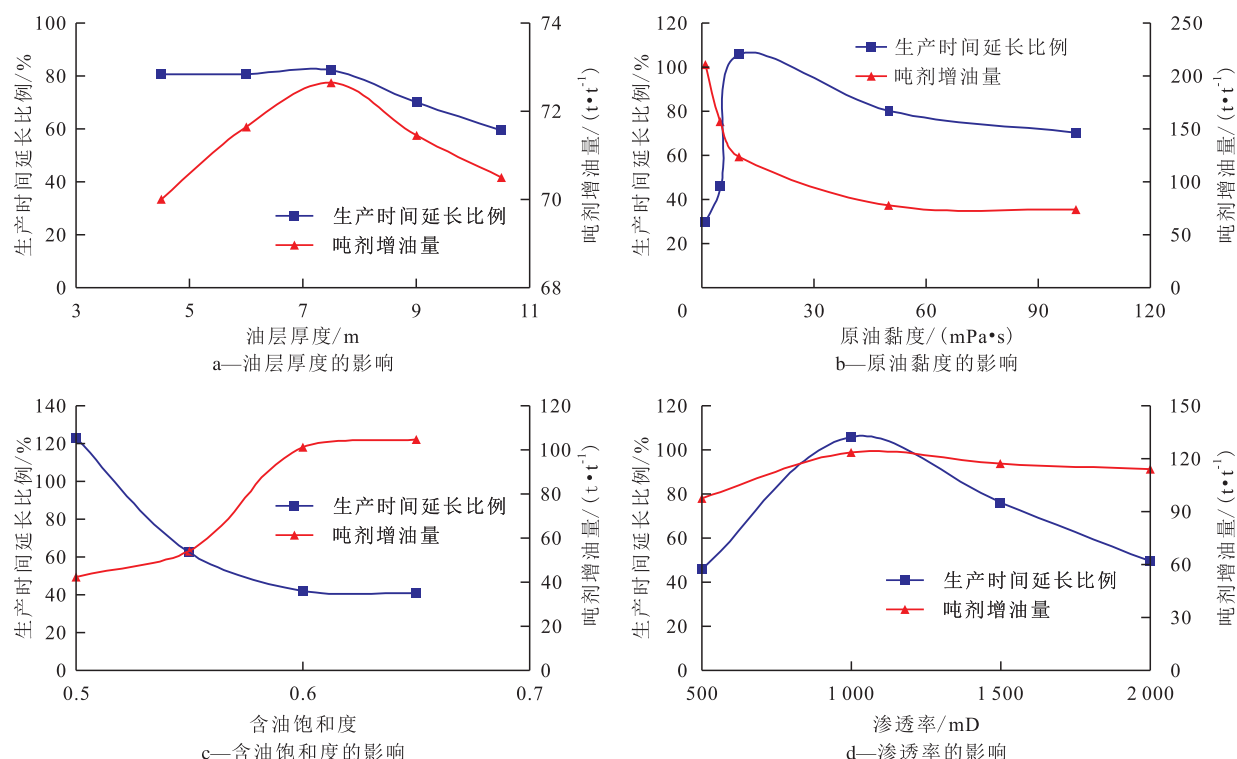 生产时间延长比例/%
100
80
60
40
20
0
74
72
70
68
吨剂增油量/(t•t-1)
生产时间延长比例
吨剂增油量
3 5 7 9 11
油层厚度/m
a—油层厚度的影响
生产时间延长比例/%
120
100
80
60
40
20
250
200
150
100
50
0
吨剂增油量/(t•t-1)
生产时间延长比例
吨剂增油量
0 30 60 90 120
原油黏度/(mPa•s)
b—原油黏度的影响
生产时间延长比例/%
140
120
100
80
60
40
20
0
120
100
80
60
40
20
0
吨剂增油量/(t•t-1)
生产时间延长比例
吨剂增油量
0.5 0.6 0.7
含油饱和度
c—含油饱和度的影响
生产时间延长比例/%
120
100
80
60
40
20
0
150
120
90
60
30
0
吨剂增油量/(t•t-1)
生产时间延长比例
吨剂增油量
500 1 000 1 500 2 000
渗透率/mD
d—渗透率的影响